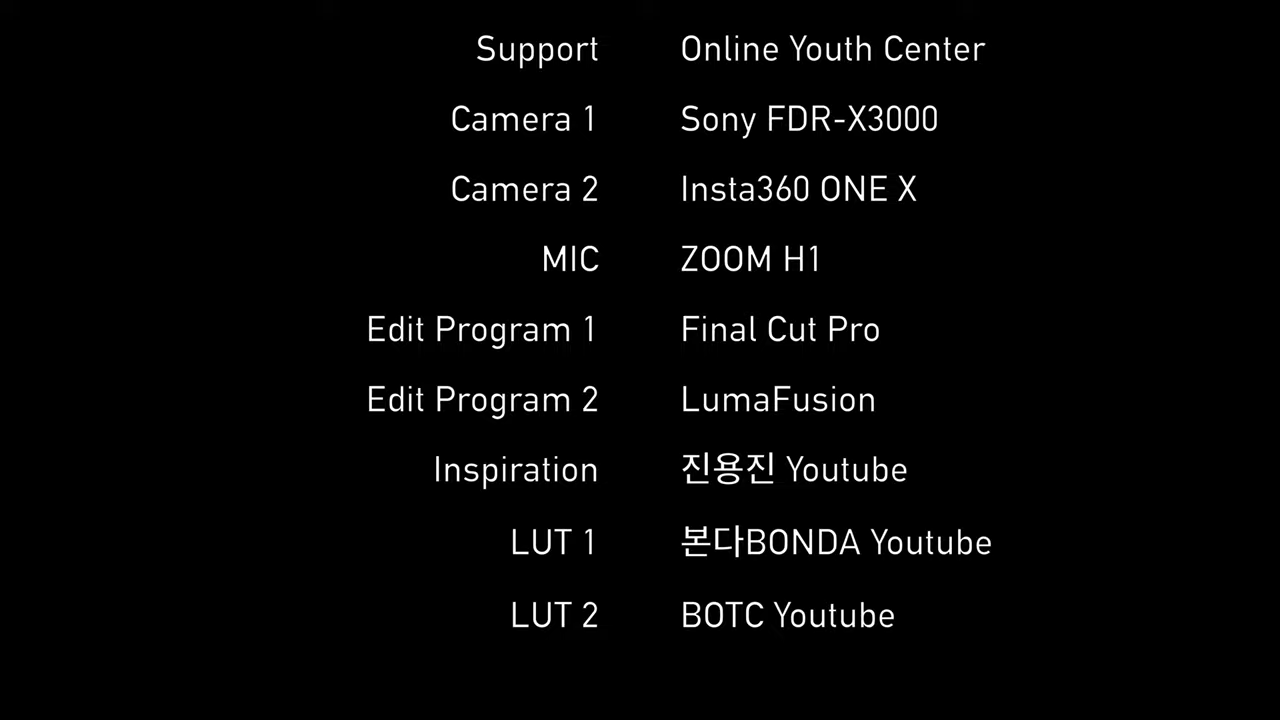 Support Online Youth Center
Camera 1 Sony FDR-X3000
Camera 2 Insta360 ONE X
MIC ZOOM H1
Edit Program 1 Final Cut Pro
Edit Program 2 LumaFusion
Inspiration 진용진 Youtube
LUT 1 본다BONDA Youtube
LUT 2 BOTC Youtube